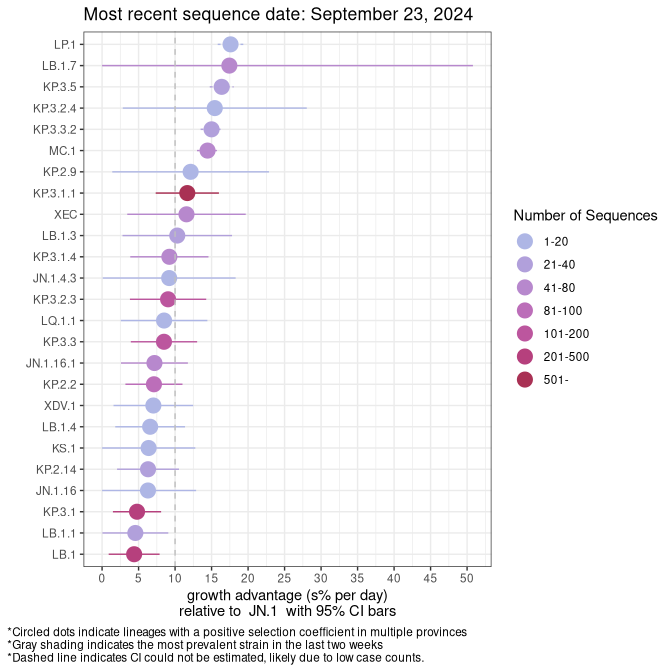 Most recent sequence date: September 23, 2024
LP.1
LB.1.7
KP.3.5
KP.3.2.4
KP.3.3.2
MC.1
KP.2.9
KP.3.1.1
XEC
LB.1.3
KP.3.1.4
JN.1.4.3
KP.3.2.3
LQ.1.1
KP.3.3
JN.1.16.1
KP.2.2
XDV.1
LB.1.4
KS.1
KP.2.14
JN.1.16
KP.3.1
LB.1.1
LB.1
0 5 10 15 20 25 30 35 40 45 50
growth advantage (s% per day)
relative to JN.1 with 95% CI bars
Number of Sequences
1-20
21-40
41-80
81-100
101-200
201-500
501-
*Circled dots indicate lineages with a positive selection coefficient in multiple provinces
*Gray shading indicates the most prevalent strain in the last two weeks
*Dashed line indicates CI could not be estimated, likely due to low case counts.